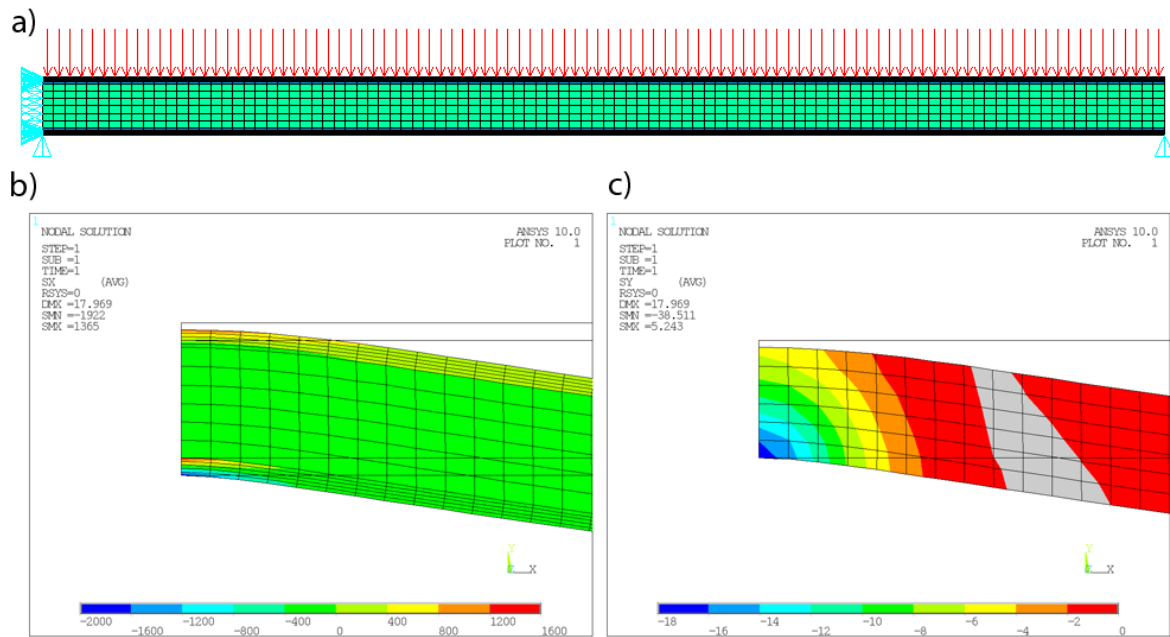 a)
b)
c)
1
NODAL SOLUTION
STEP=1
SUB =1
TIME=1
SX (AVG)
RSYS=0
DMX =17.969
SMN =-1922
SMX =1365
ANSYS 10.0
PLOT NO. 1
Y
Z X
-2000 -1200 -400 400 1200
-1600 -800 0 800 1600
1
NODAL SOLUTION
STEP=1
SUB =1
TIME=1
SY (AVG)
RSYS=0
DMX =17.969
SMN =-38.511
SMX =5.243
ANSYS 10.0
PLOT NO. 1
Y
Z X
-18 -14 -10 -6 -2
-16 -12 -8 -4 0